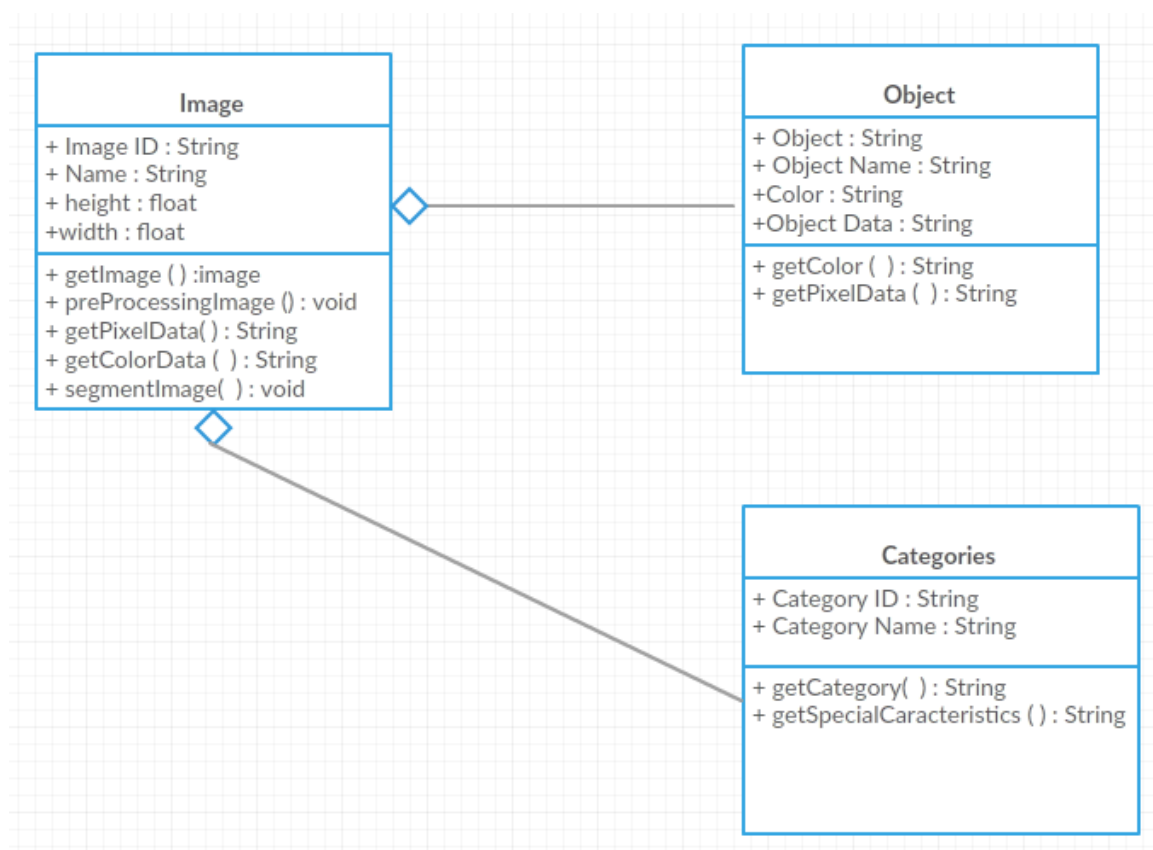 Image
+ Image ID : String
+ Name : String
+ height : float
+width : float
+ getImage ( ) :image
+ preProcessingImage () : void
+ getPixelData( ) : String
+ getColorData (  ) : String
+ segmentImage(  ) : void
Object
+ Object : String
+ Object Name : String
+Color : String
+Object Data : String
+ getColor (  ) : String
+ getPixelData (  ) : String
Categories
+ Category ID : String
+ Category Name : String
+ getCategory(  ) : String
+ getSpecialCaracteristics ( ) : String